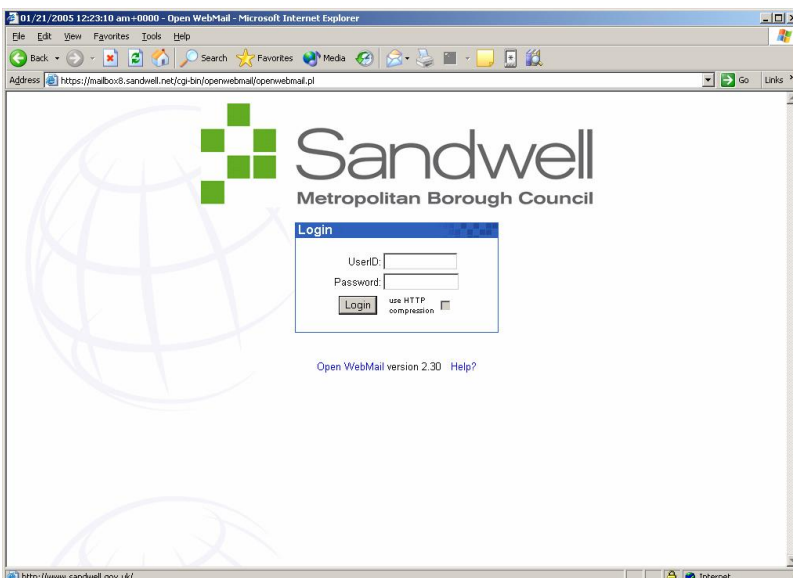 01/21/2005 12:23:10 am+0000 - Open WebMail - Microsoft Internet Explorer
File Edit View Favorites Tools Help
Back Search Favorites Media
Address https://mailbox8.sandwell.net/cgi-bin/openwebmail/openwebmail.pl Go Links
Sandwell
Metropolitan Borough Council
Login
UserID:
Password:
Login use HTTP
compression
Open WebMail version 2.30 Help?
http://www.sandwell.gov.uk/ Internet